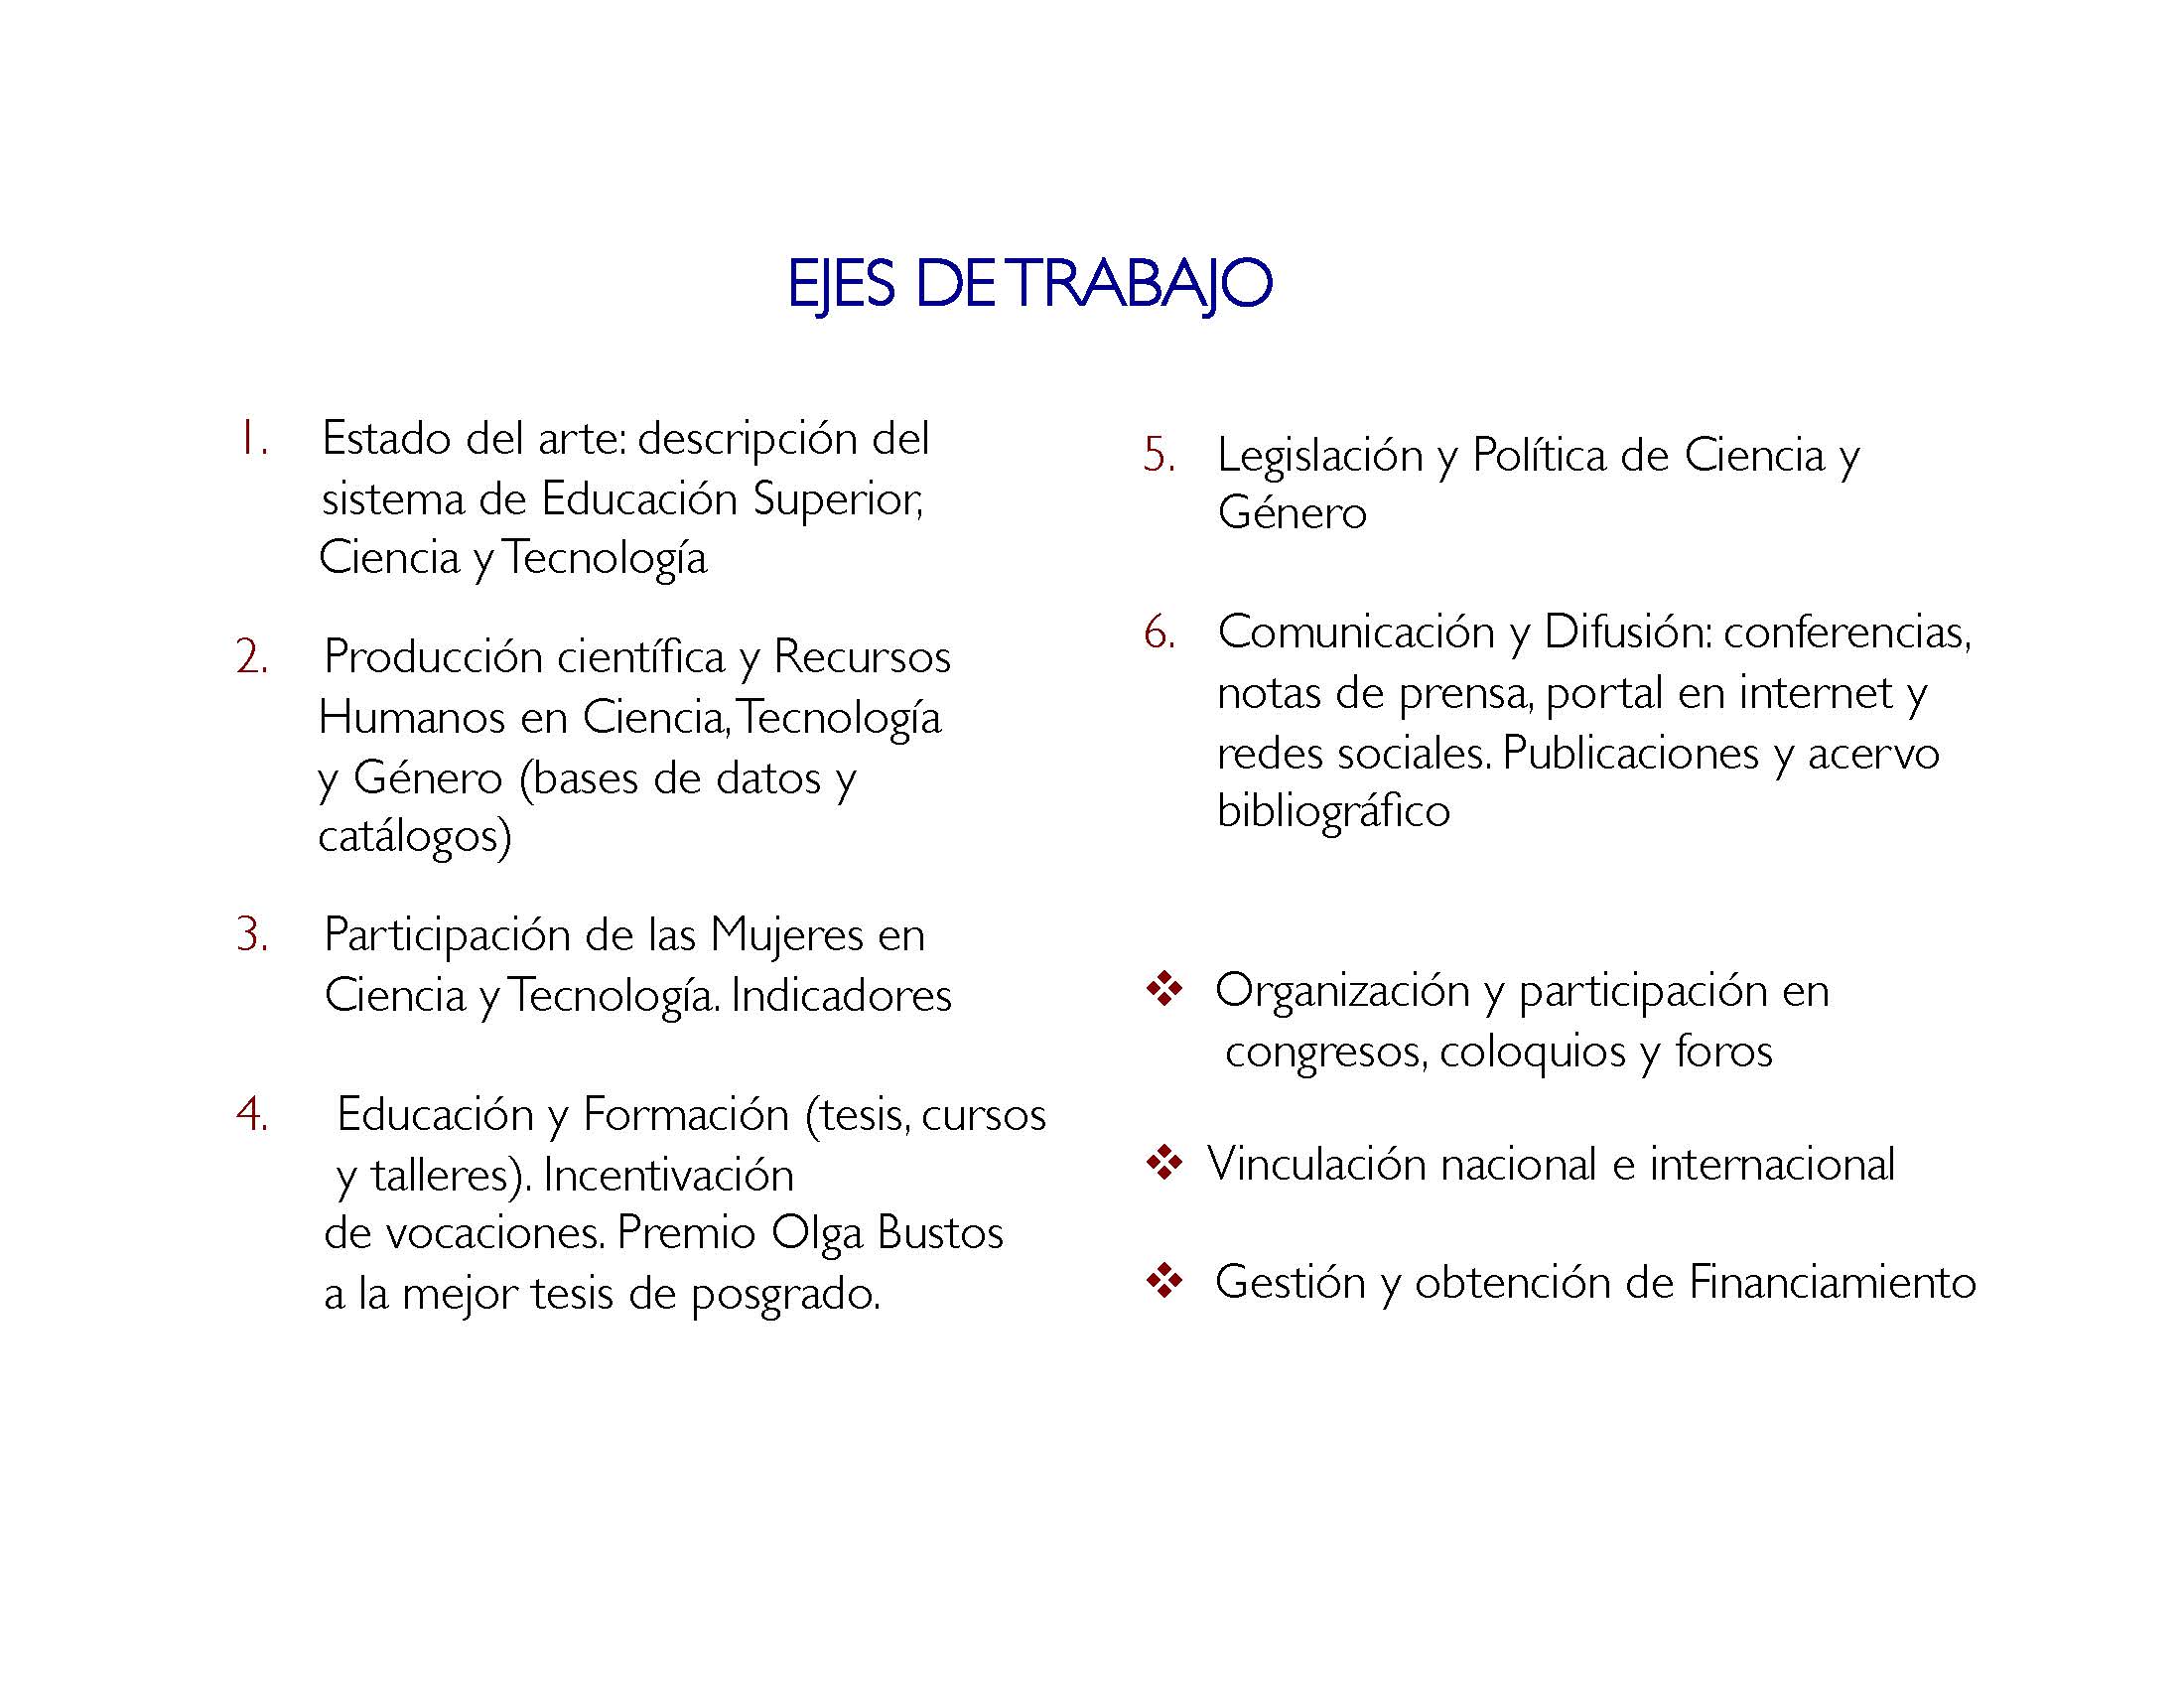 EJES DE TRABAJO
1. Estado del arte: descripción del
sistema de Educación Superior,
Ciencia y Tecnología
2. Producción científica y Recursos
Humanos en Ciencia, Tecnología
y Género (bases de datos y
catálogos)
3. Participación de las Mujeres en
Ciencia y Tecnología. Indicadores
4. Educación y Formación (tesis, cursos
y talleres). Incentivación
de vocaciones. Premio Olga Bustos
a la mejor tesis de posgrado.
5. Legislación y Política de Ciencia y
Género
6. Comunicación y Difusión: conferencias,
notas de prensa, portal en internet y
redes sociales. Publicaciones y acervo
bibliográfico
❖ Organización y participación en
congresos, coloquios y foros
❖ Vinculación nacional e internacional
❖ Gestión y obtención de Financiamiento